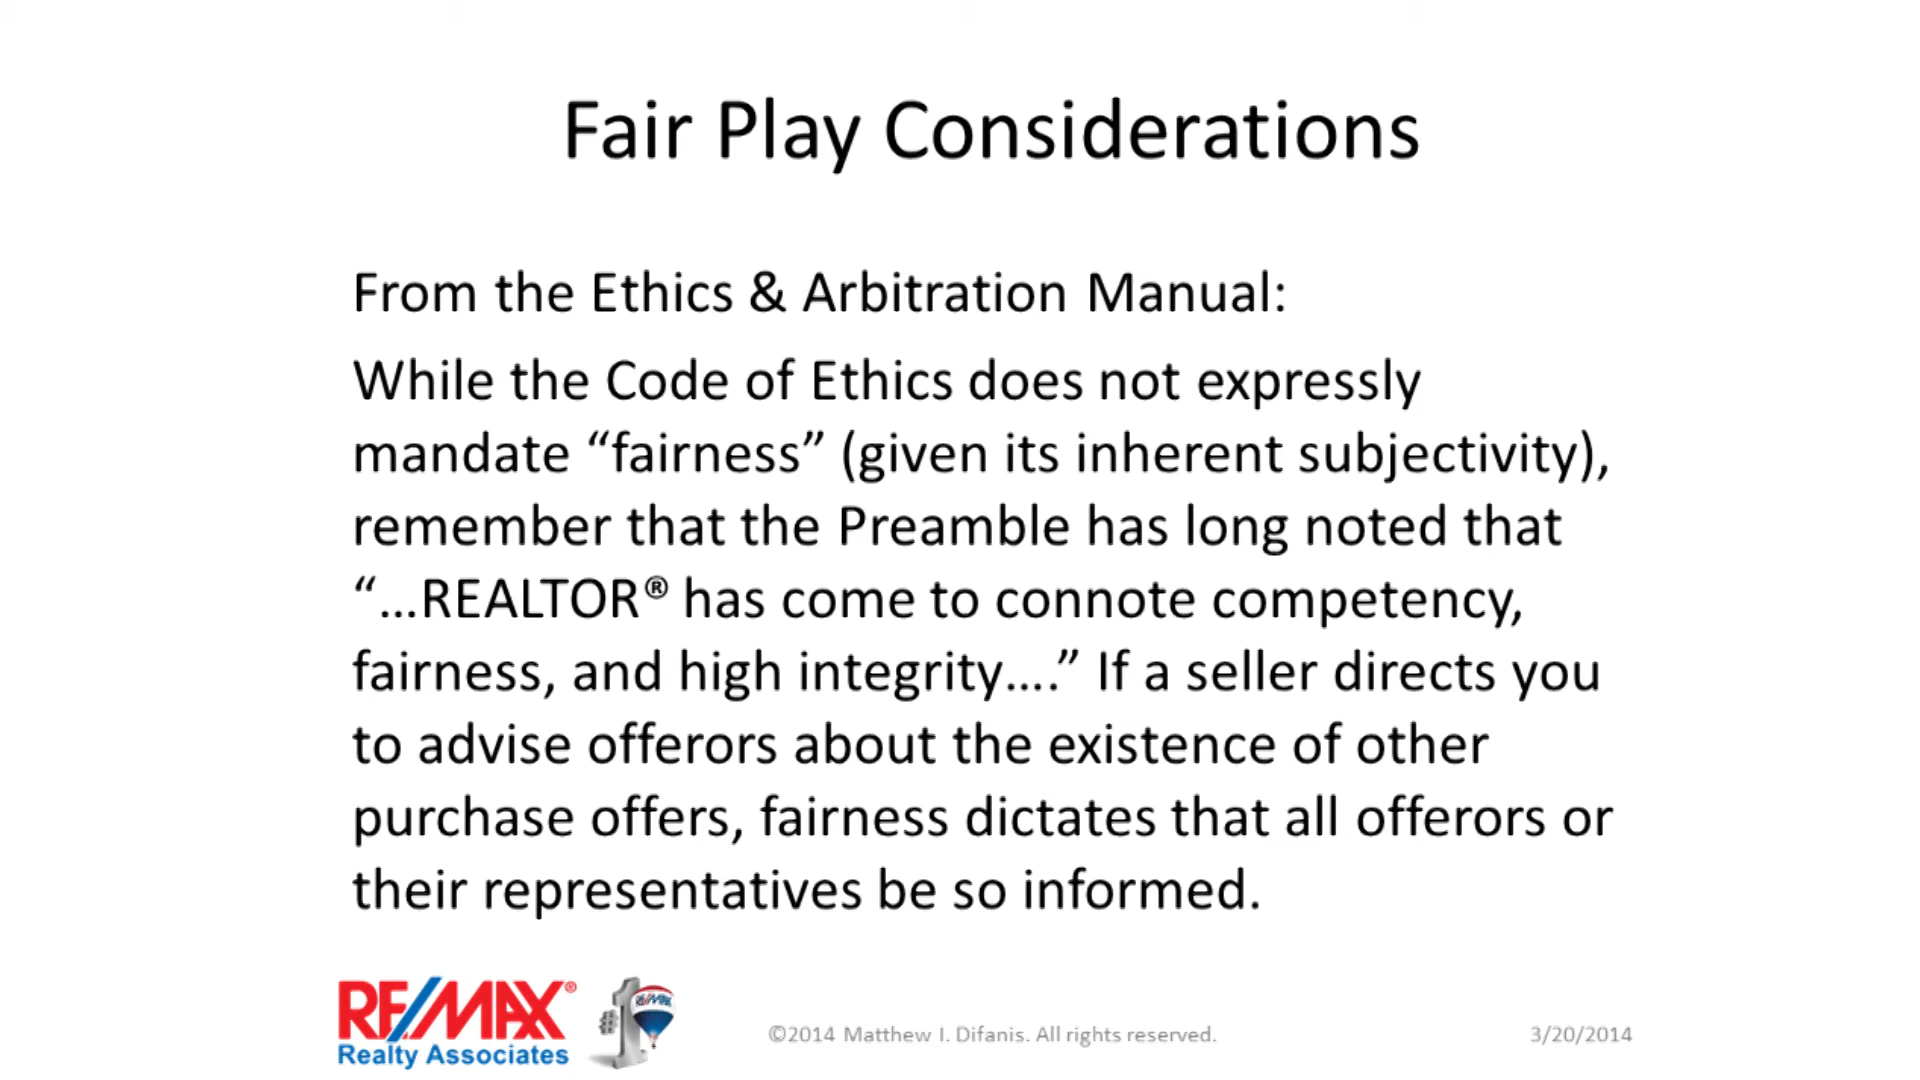 Fair Play Considerations
From the Ethics & Arbitration Manual:
While the Code of Ethics does not expressly
mandate “fairness” (given its inherent subjectivity),
remember that the Preamble has long noted that
“…REALTOR® has come to connote competency,
fairness, and high integrity….” If a seller directs you
to advise offerors about the existence of other
purchase offers, fairness dictates that all offerors or
their representatives be so informed.
RE/MAX®
Realty Associates
#1
RE/MAX
©2014 Matthew I. Difanis. All rights reserved.
3/20/2014